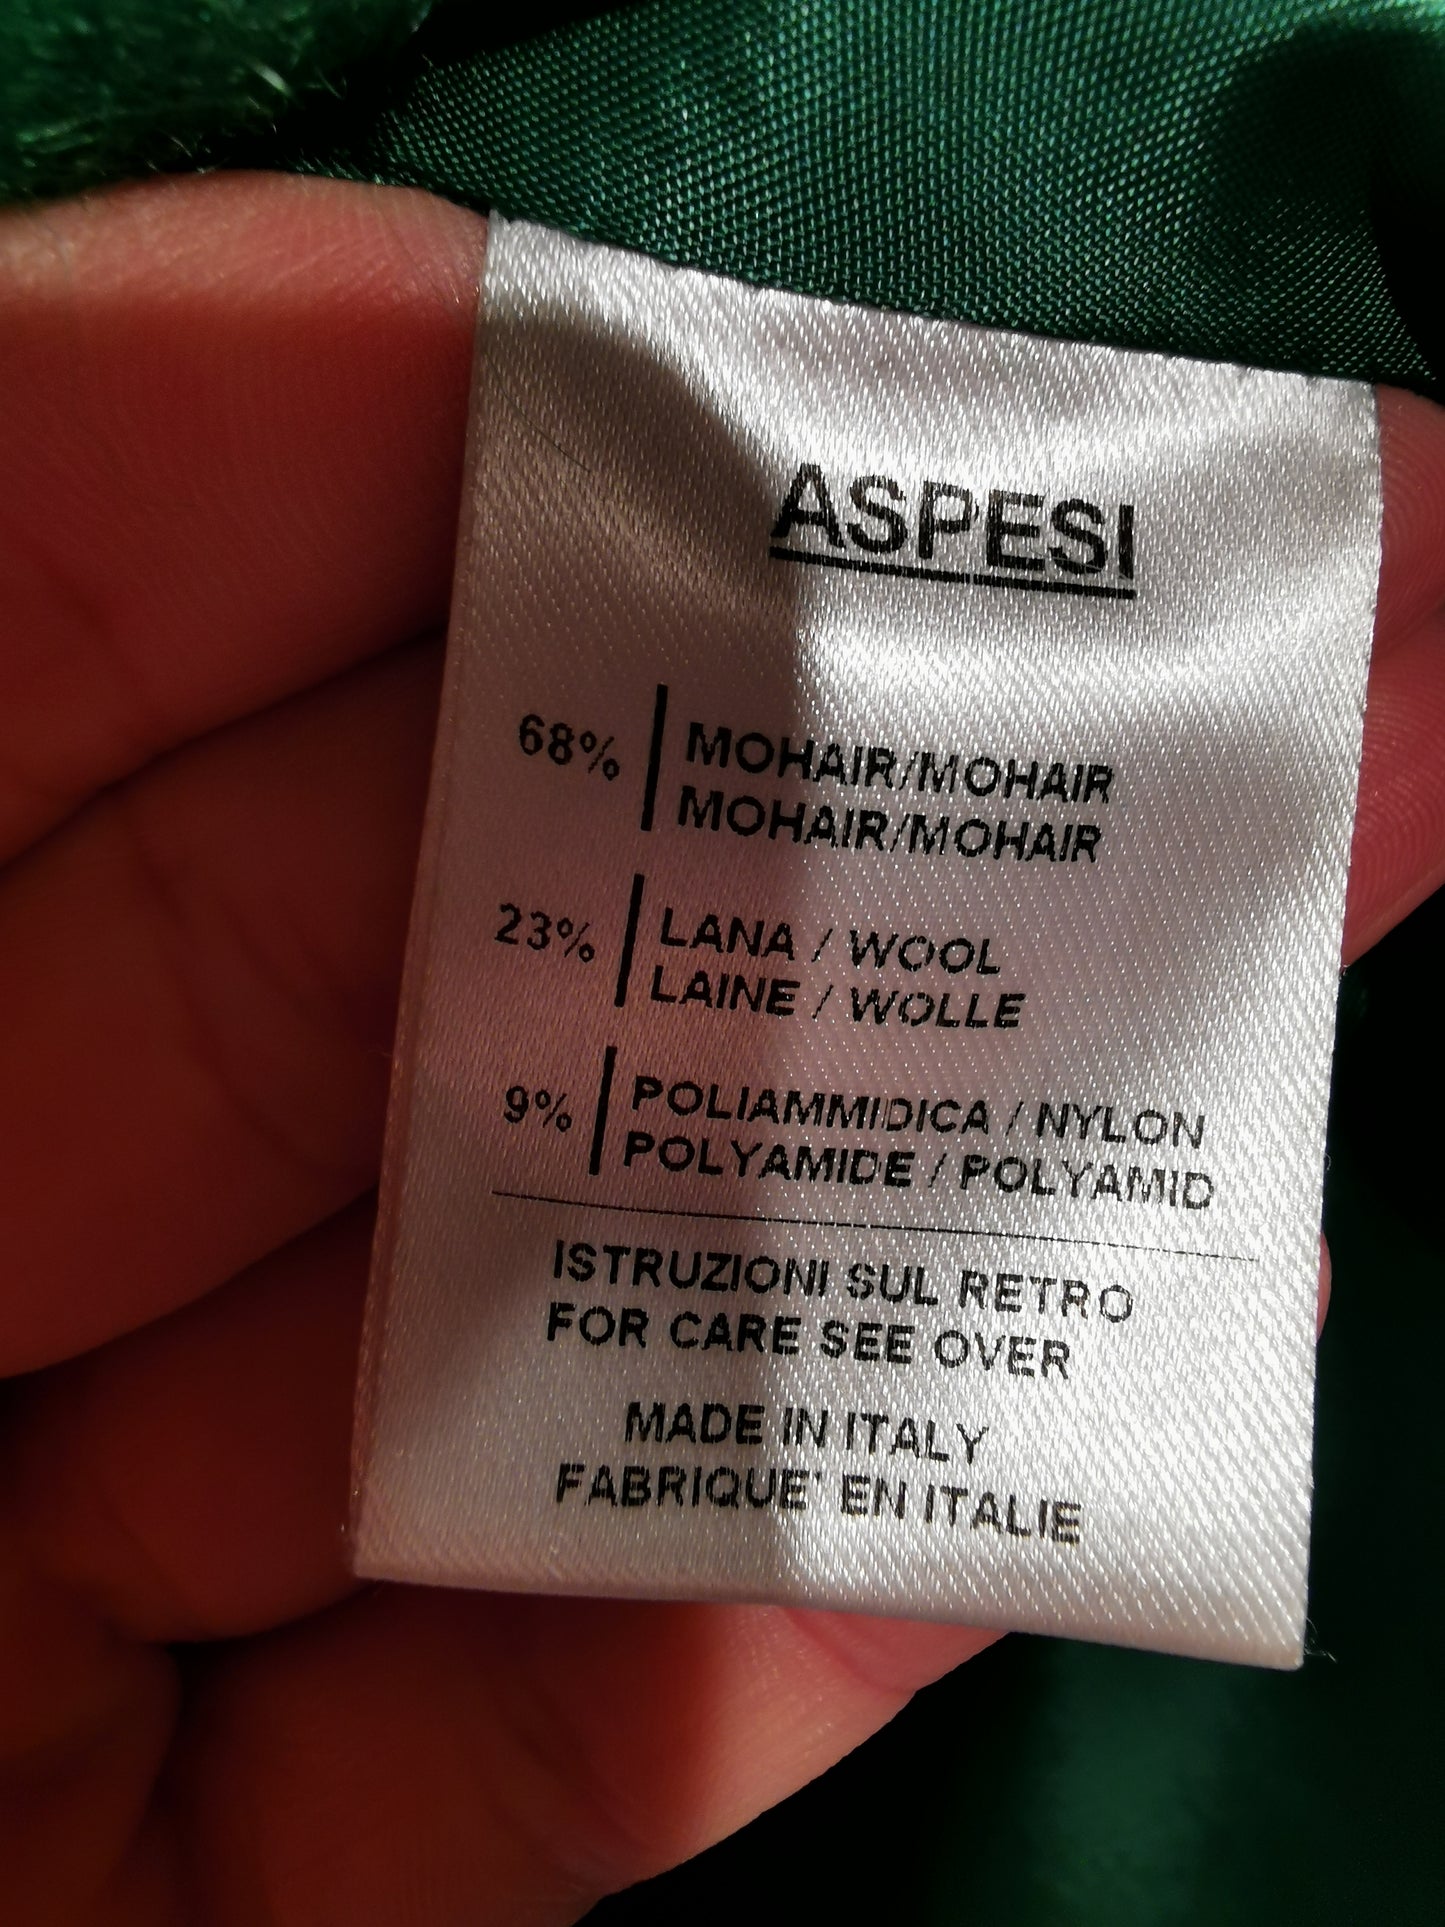 ASPESI
68% MOHAIR/MOHAIR
MOHAIR/MOHAIR
23% LANA / WOOL
LAINE / WOLLE
9% POLIAMMIDICA / NYLON
POLYAMIDE / POLYAMID
ISTRUZIONI SUL RETRO
FOR CARE SEE OVER
MADE IN ITALY
FABRIQUE' EN ITALIE